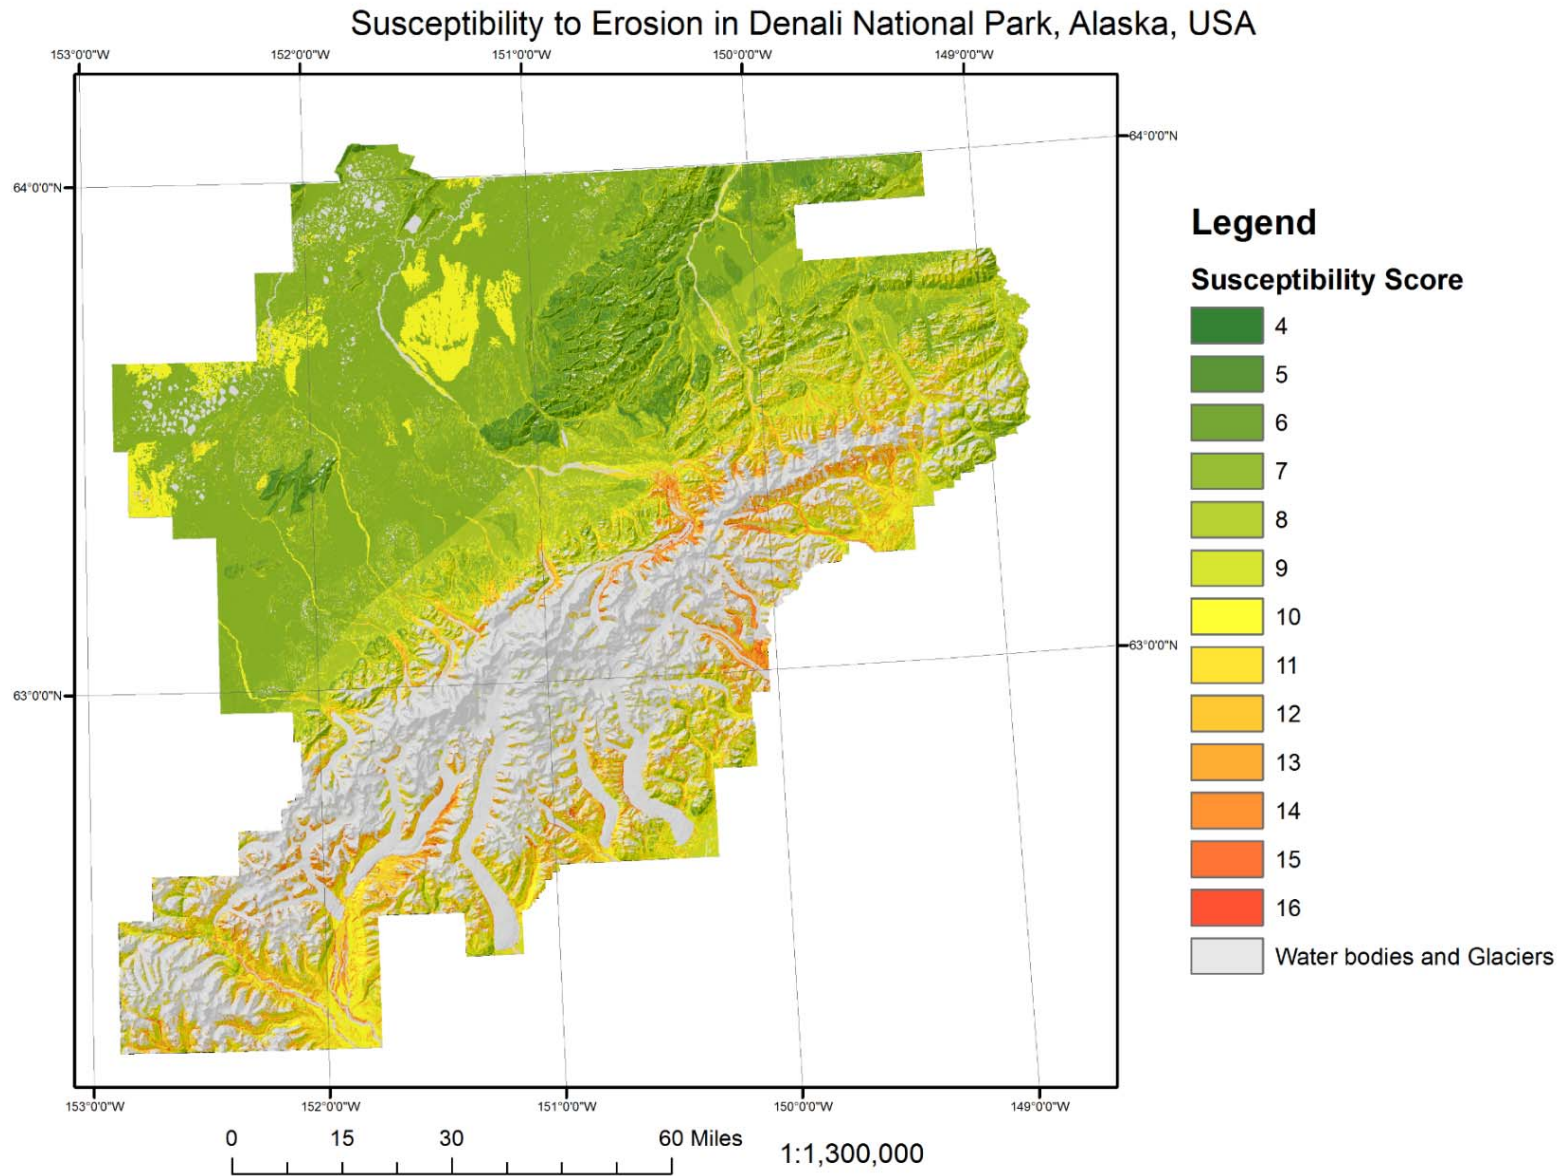 Susceptibility to Erosion in Denali National Park, Alaska, USA
153°0'0"W 152°0'0"W 151°0'0"W 150°0'0"W 149°0'0"W
64°0'0"N
64°0'0"N
Legend
Susceptibility Score
4
5
6
7
8
9
10
11
12
13
14
15
16
Water bodies and Glaciers
63°0'0"N
63°0'0"N
153°0'0"W 152°0'0"W 151°0'0"W 150°0'0"W 149°0'0"W
0 15 30 60 Miles
1:1,300,000